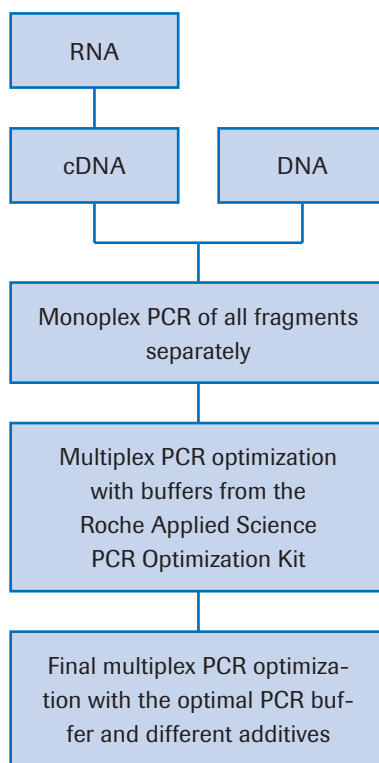 RNA
cDNA
DNA
Monoplex PCR of all fragments
separately
Multiplex PCR optimization
with buffers from the
Roche Applied Science
PCR Optimization Kit
Final multiplex PCR optimiza-
tion with the optimal PCR buf-
fer and different additives